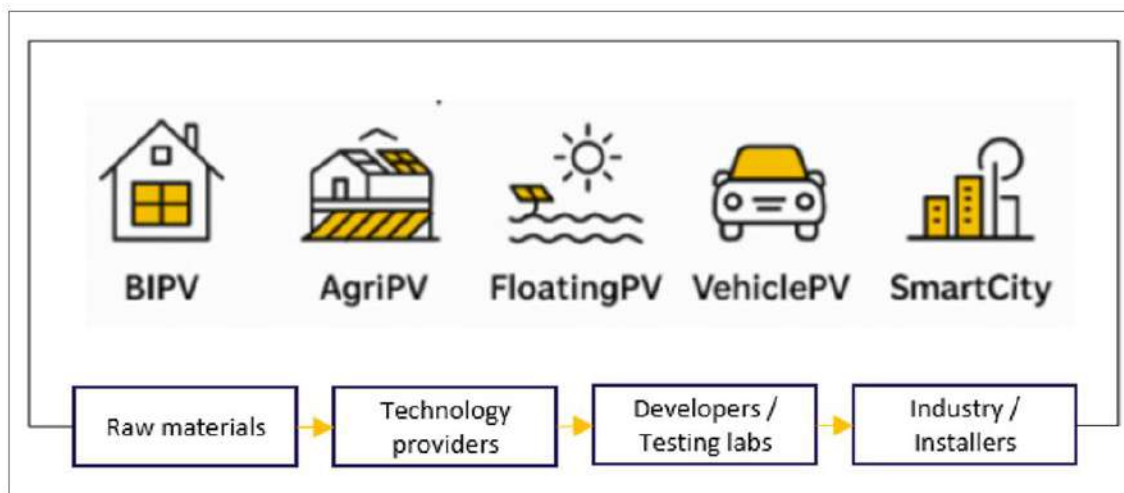 BIPV AgriPV FloatingPV VehiclePV SmartCity
Raw materials
Technology
providers
Developers /
Testing labs
Industry /
Installers